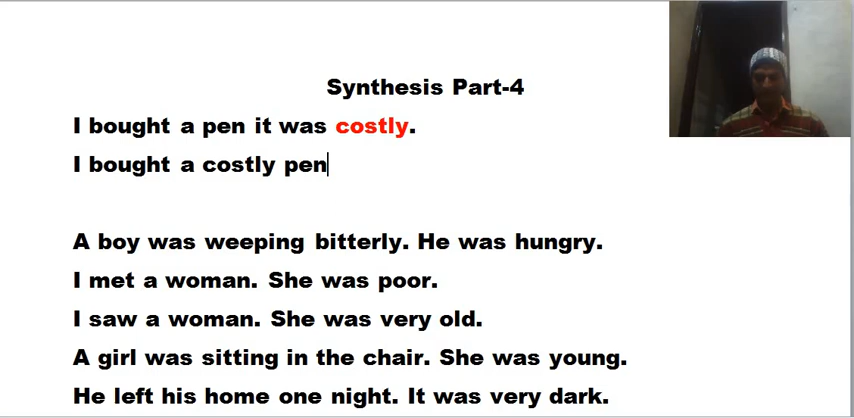 Synthesis Part-4
I bought a pen it was costly.
I bought a costly pen
A boy was weeping bitterly. He was hungry.
I met a woman. She was poor.
I saw a woman. She was very old.
A girl was sitting in the chair. She was young.
He left his home one night. It was very dark.